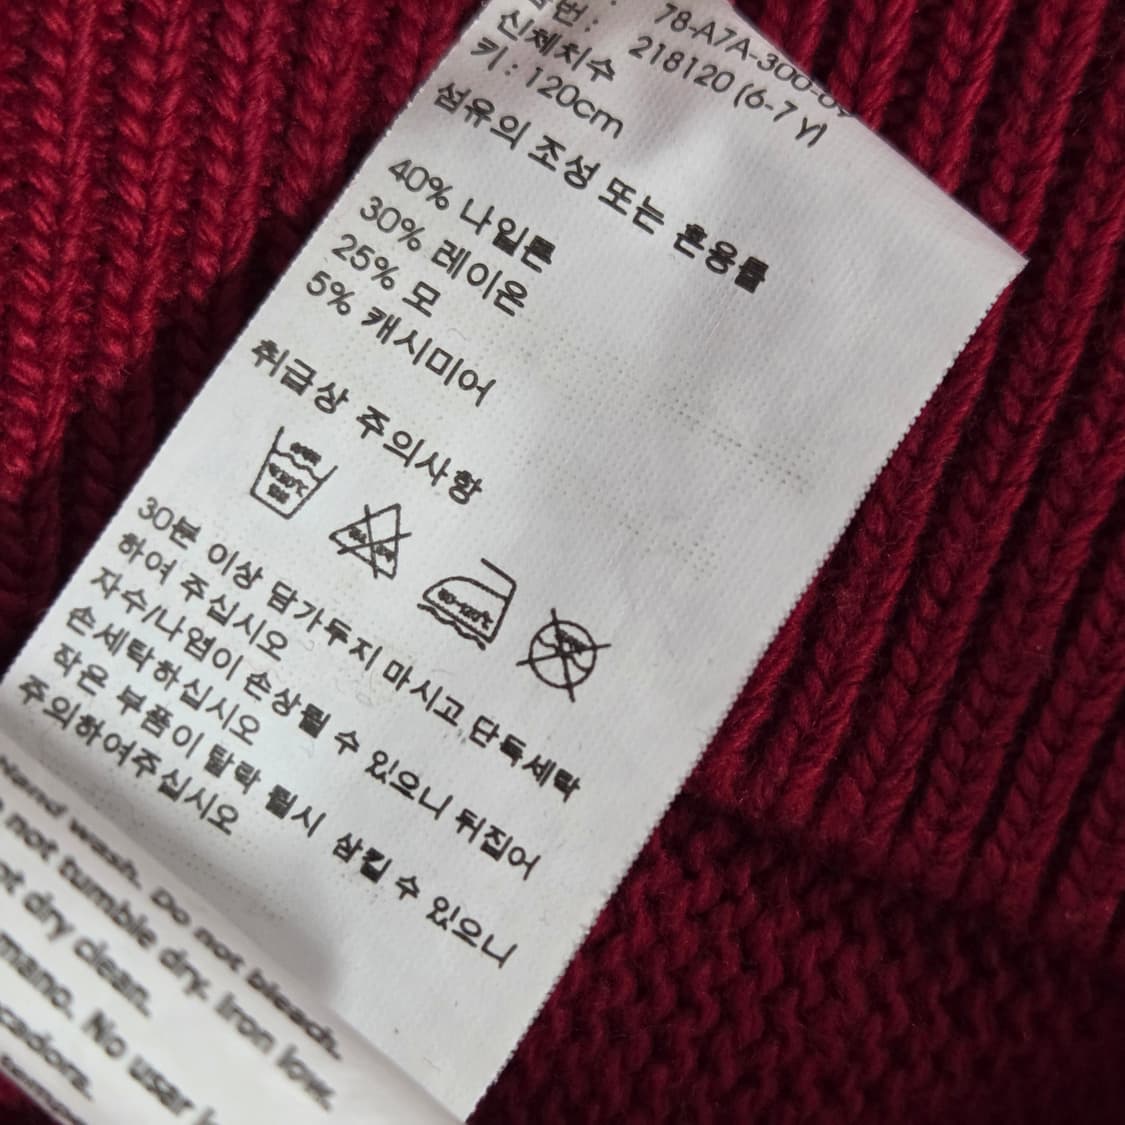 78-A7A-300-
218120 (6-7 Y)
신체치수
키 : 120cm
섬유의 조성 또는 혼용률
40% 나일론
30% 레이온
25% 모
5% 캐시미어
취급상 주의사항
30분 이상 담가두지 마시고 단독세탁
하여 주십시오
자수/나염이 손상될 수 있으니 뒤집어
손세탁하십시오
작은 부품이 탈락 될시 삼킬 수 있으니
주의하여주십시오
Hand wash. Do not bleach.
not tumble dry. Iron low.
dry clean.
mano. No usar